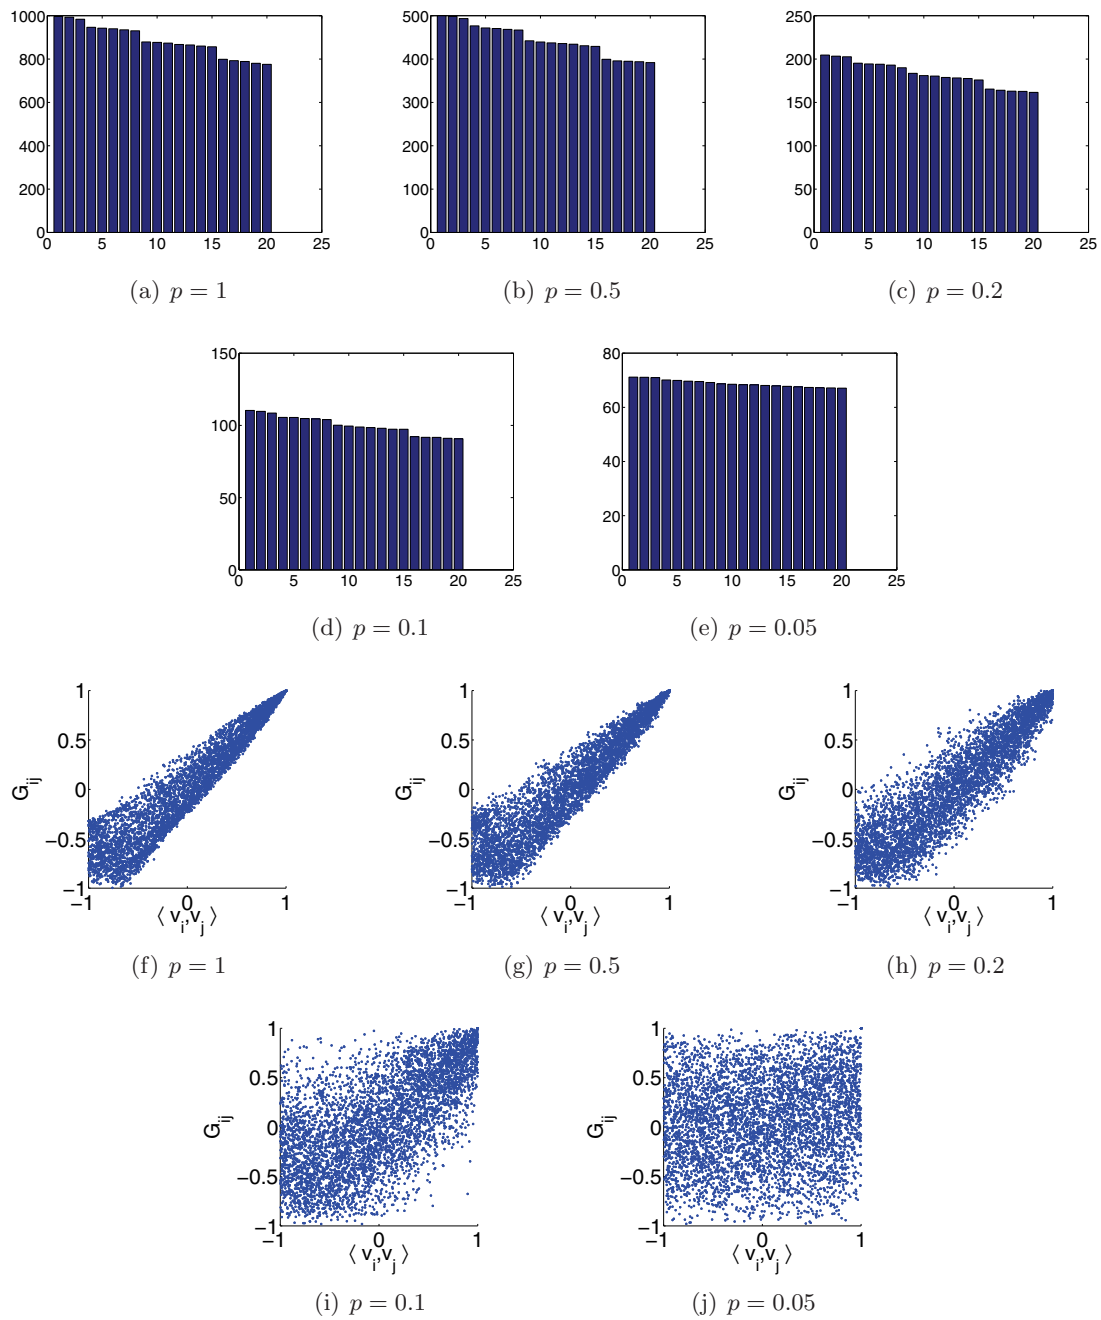 1000
800
600
400
200
0
0 5 10 15 20 25
(a) p = 1
500
400
300
200
100
0
0 5 10 15 20 25
(b) p = 0.5
250
200
150
100
50
0
0 5 10 15 20 25
(c) p = 0.2
150
100
50
0
0 5 10 15 20 25
(d) p = 0.1
80
60
40
20
0
0 5 10 15 20 25
(e) p = 0.05
1
0.5
0
−0.5
−1
G_ij
−1 0 1
⟨ v_i,v_j ⟩
(f) p = 1
1
0.5
0
−0.5
−1
G_ij
−1 0 1
⟨ v_i,v_j ⟩
(g) p = 0.5
1
0.5
0
−0.5
−1
G_ij
−1 0 1
⟨ v_i,v_j ⟩
(h) p = 0.2
1
0.5
0
−0.5
−1
G_ij
−1 0 1
⟨ v_i,v_j ⟩
(i) p = 0.1
1
0.5
0
−0.5
−1
G_ij
−1 0 1
⟨ v_i,v_j ⟩
(j) p = 0.05